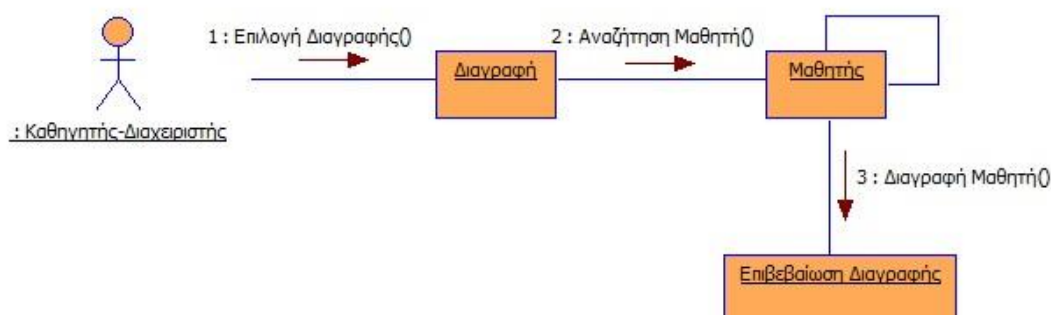 1 : Επιλογή Διαγραφής()
2 : Αναζήτηση Μαθητή()
Διαγραφή
Μαθητής
: Καθηγητής-Διαχειριστής
3 : Διαγραφή Μαθητή()
Επιβεβαίωση Διαγραφής